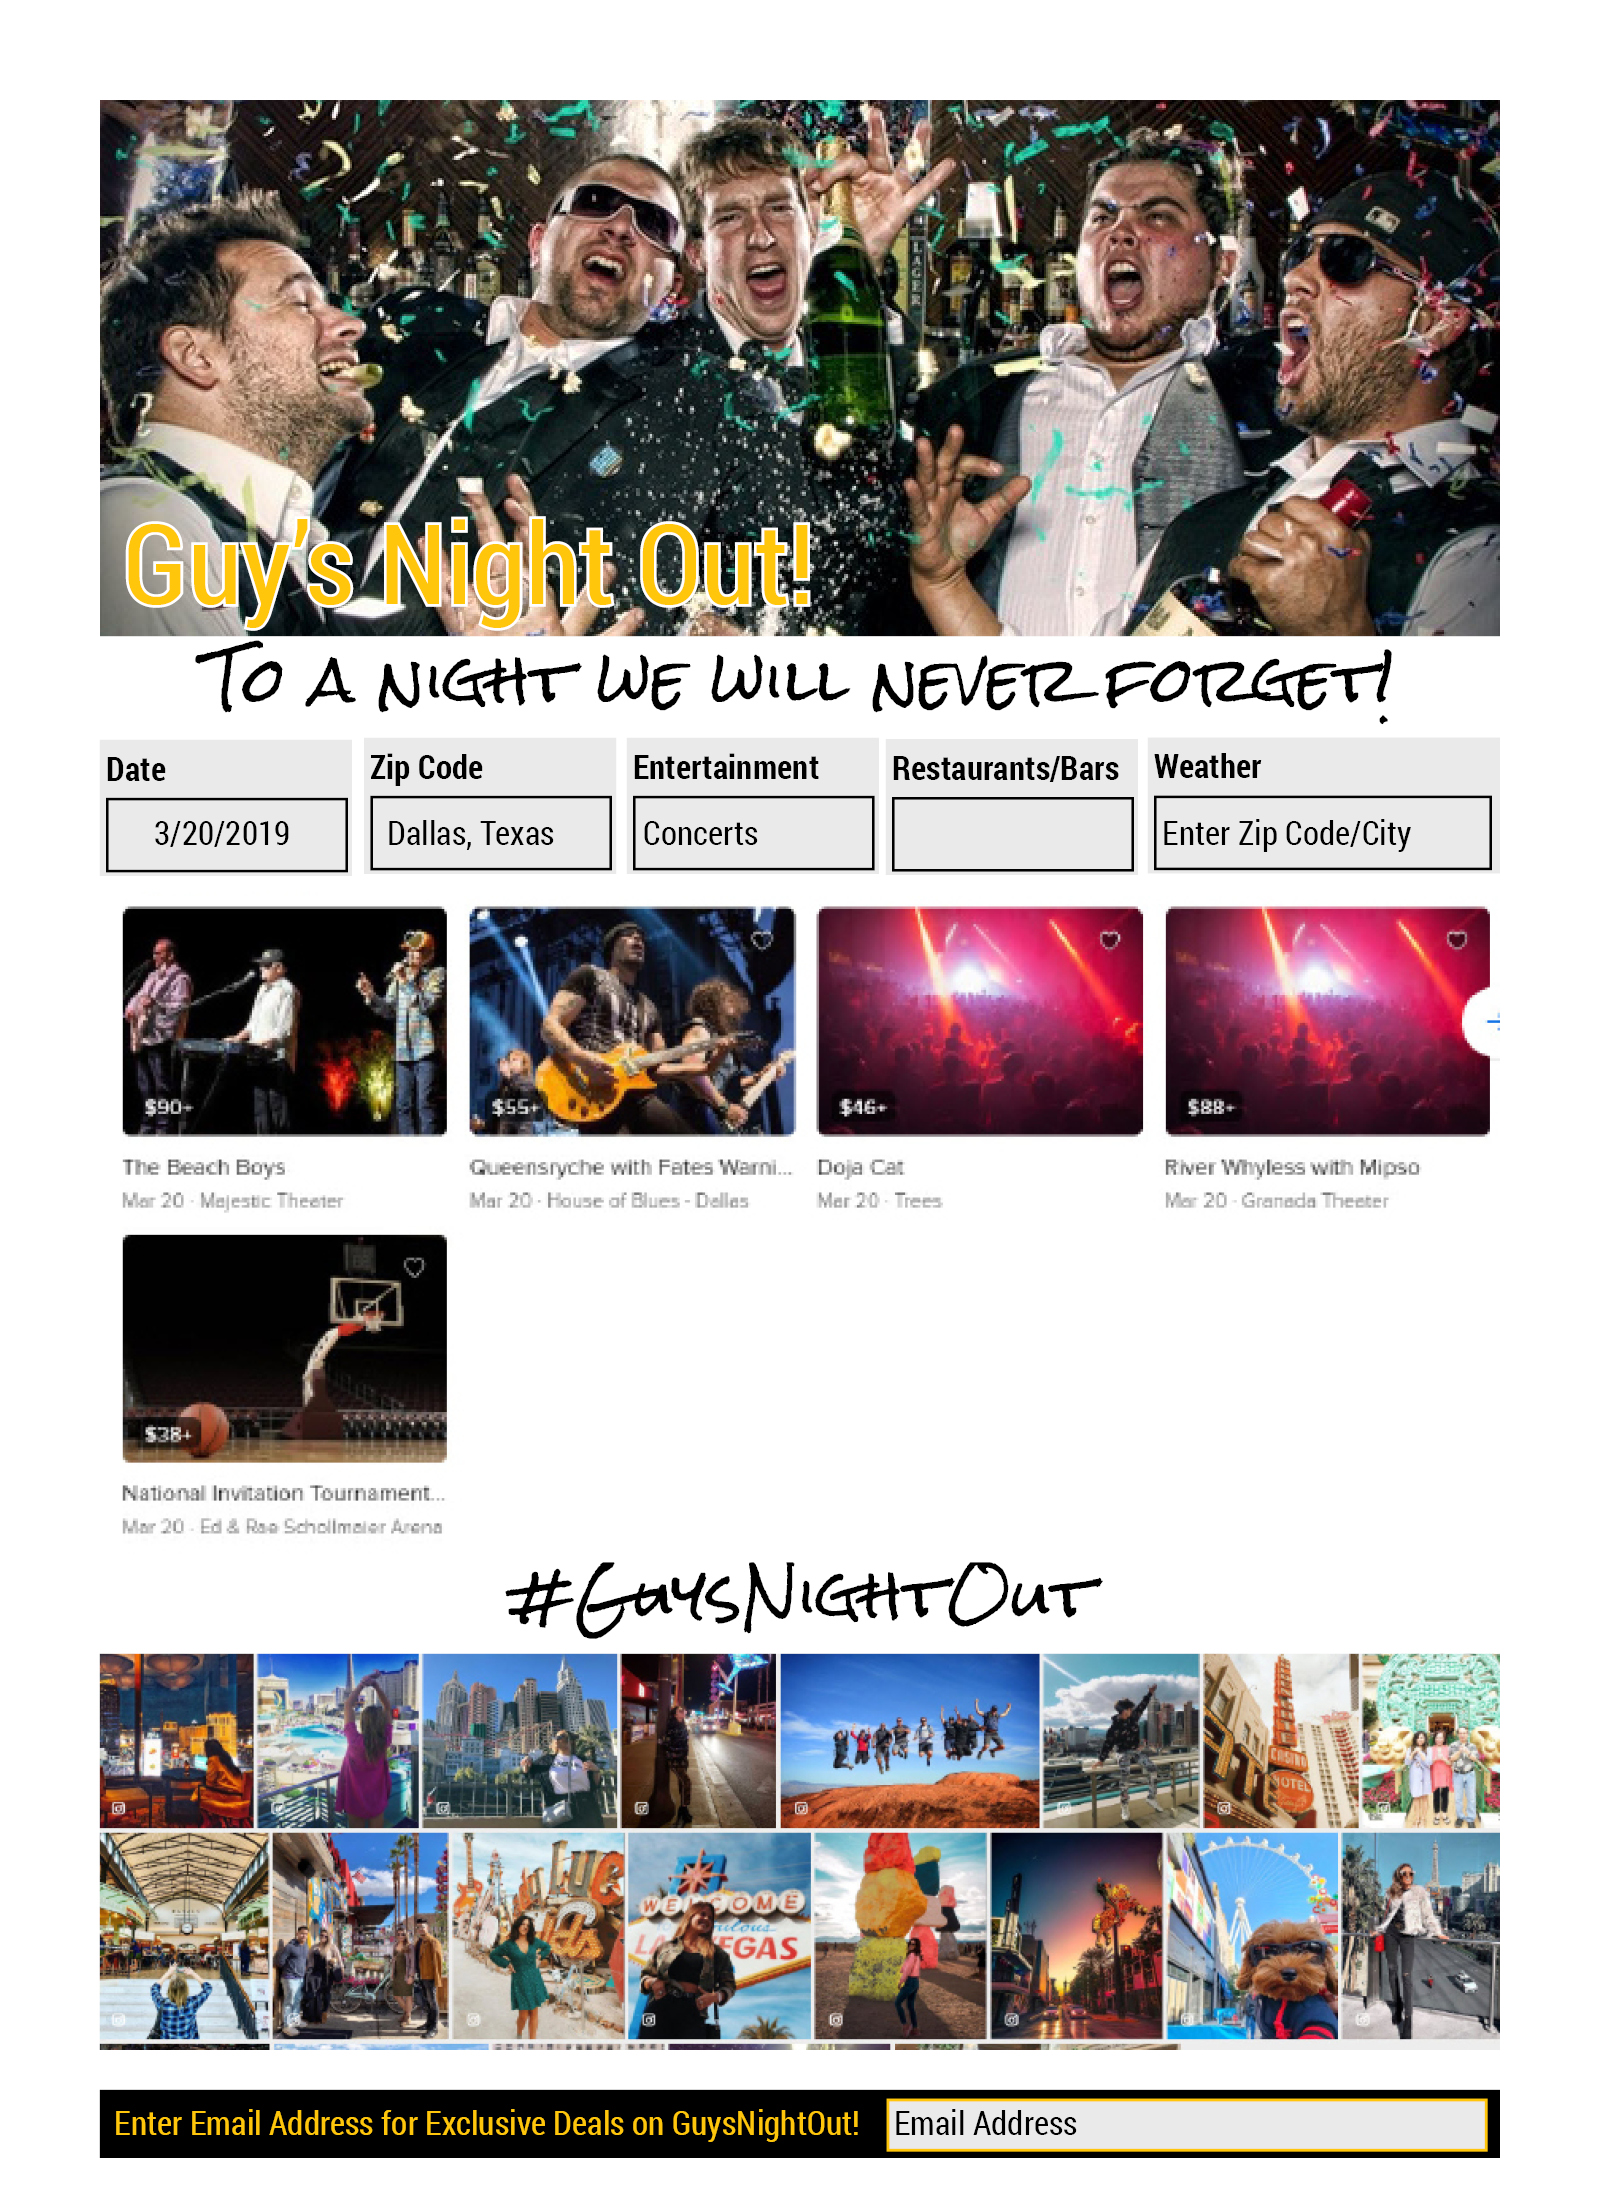 LAGER
Guy's Night Out!
To a night we will never forget!
Date
Zip Code
Entertainment
Restaurants/Bars
Weather
3/20/2019
Dallas, Texas
Concerts
Enter Zip Code/City
$90+
$55+
$46+
$88+
The Beach Boys
Queensryche with Fates Warni...
Doja Cat
River Whyless with Mipso
Mar 20 · Majestic Theater
Mar 20 · House of Blues - Dallas
Mar 20 · Trees
Mar 20 · Granada Theater
$38+
National Invitation Tournament...
Mar 20 · Ed & Rae Schollmaier Arena
#GuysNightOut
CASINO
HOTEL
WELCOME
fabulous
LAS VEGAS
Enter Email Address for Exclusive Deals on GuysNightOut!
Email Address